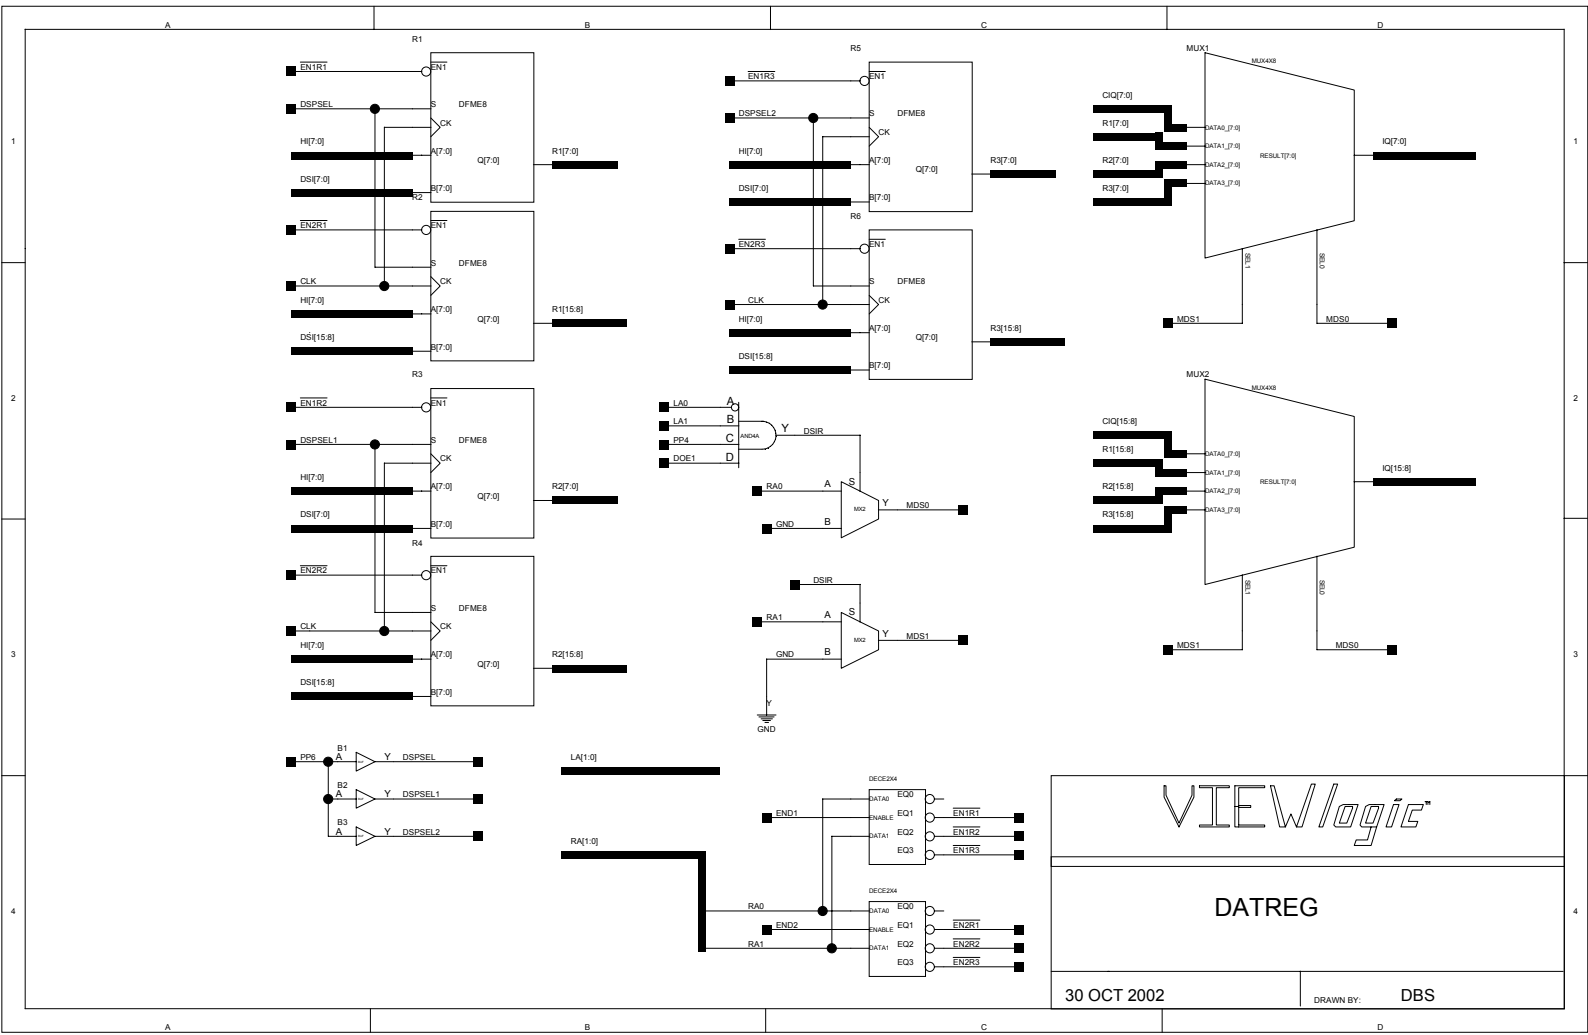 A B C D
1
2
3
4
R1
EN1R1
EN1
DSPSEL
S
DFME8
CK
HI[7:0]
A[7:0]
Q[7:0]
R1[7:0]
DSI[7:0]
B[7:0]
R2
EN2R1
EN1
S
DFME8
CLK
CK
HI[7:0]
A[7:0]
Q[7:0]
R1[15:8]
DSI[15:8]
B[7:0]
R3
EN1R2
EN1
DSPSEL1
S
DFME8
CK
HI[7:0]
A[7:0]
Q[7:0]
R2[7:0]
DSI[7:0]
B[7:0]
R4
EN2R2
EN1
S
DFME8
CLK
CK
HI[7:0]
A[7:0]
Q[7:0]
R2[15:8]
DSI[15:8]
B[7:0]
PP6
B1
A
Y
DSPSEL
B2
A
Y
DSPSEL1
B3
A
Y
DSPSEL2
R5
EN1R3
EN1
DSPSEL2
S
DFME8
CK
HI[7:0]
A[7:0]
Q[7:0]
R3[7:0]
DSI[7:0]
B[7:0]
R6
EN2R3
EN1
S
DFME8
CLK
CK
HI[7:0]
A[7:0]
Q[7:0]
R3[15:8]
DSI[15:8]
B[7:0]
LA0
A
LA1
B
PP4
C
DOE1
D
AND4A
Y
DSIR
RA0
A
S
MX2
Y
MDS0
GND
B
DSIR
RA1
A
S
MX2
Y
MDS1
GND
B
Y
GND
LA[1:0]
RA[1:0]
RA0
RA1
DECE2X4
DATA0
END1
ENABLE
DATA1
EQ0
EQ1
EN1R1
EQ2
EN1R2
EQ3
EN1R3
DECE2X4
DATA0
END2
ENABLE
DATA1
EQ0
EQ1
EN2R1
EQ2
EN2R2
EQ3
EN2R3
MUX1
MUX4X8
CIQ[7:0]
DATA0_[7:0]
R1[7:0]
DATA1_[7:0]
R2[7:0]
DATA2_[7:0]
R3[7:0]
DATA3_[7:0]
RESULT[7:0]
IQ[7:0]
SEL1
SEL0
MDS1
MDS0
MUX2
MUX4X8
CIQ[15:8]
DATA0_[7:0]
R1[15:8]
DATA1_[7:0]
R2[15:8]
DATA2_[7:0]
R3[15:8]
DATA3_[7:0]
RESULT[7:0]
IQ[15:8]
SEL1
SEL0
MDS1
MDS0
VIEWlogic
DATREG
30 OCT 2002
DRAWN BY: DBS
1
2
3
4
A B C D